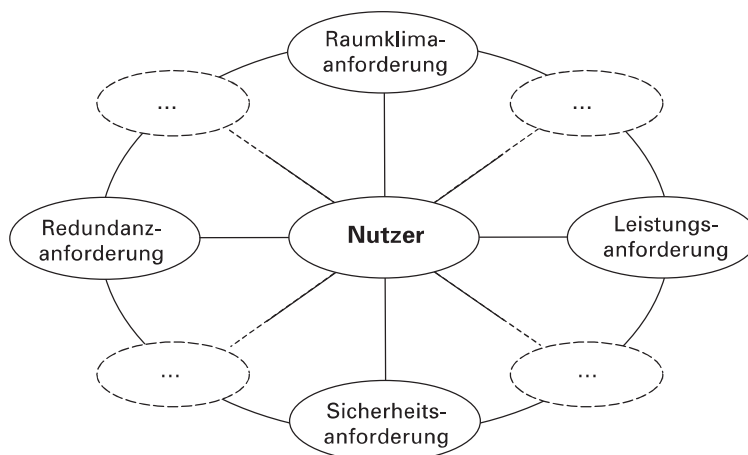 Raumklima-
anforderung
...
...
Redundanz-
anforderung
Nutzer
Leistungs-
anforderung
...
...
Sicherheits-
anforderung